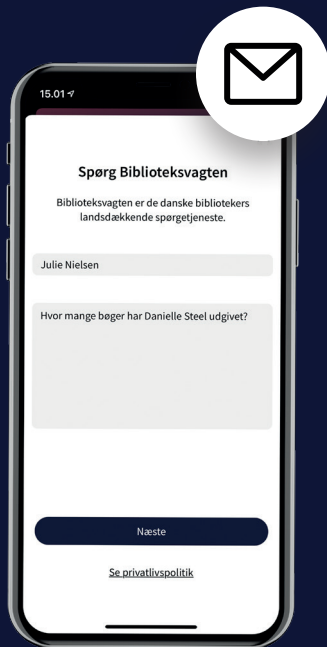 15.01
Spørg Biblioteksvagten
Biblioteksvagten er de danske bibliotekers
landsdækkende spørgetjeneste.
Julie Nielsen
Hvor mange bøger har Danielle Steel udgivet?
Næste
Se privatlivspolitik